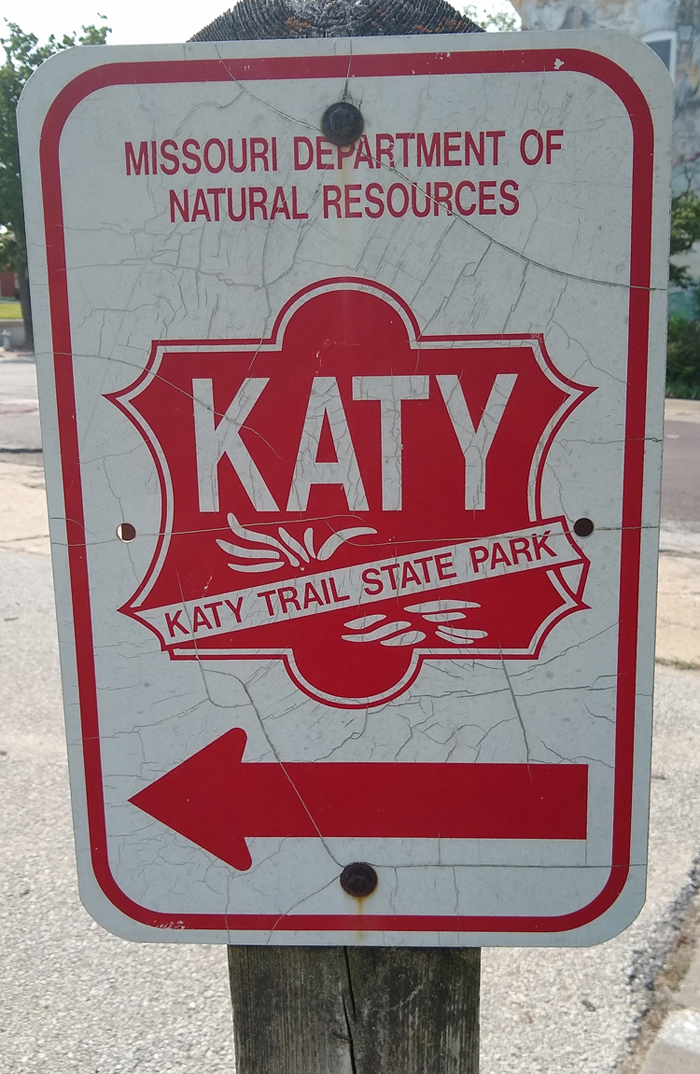 MISSOURI DEPARTMENT OF
NATURAL RESOURCES
KATY
KATY TRAIL STATE PARK